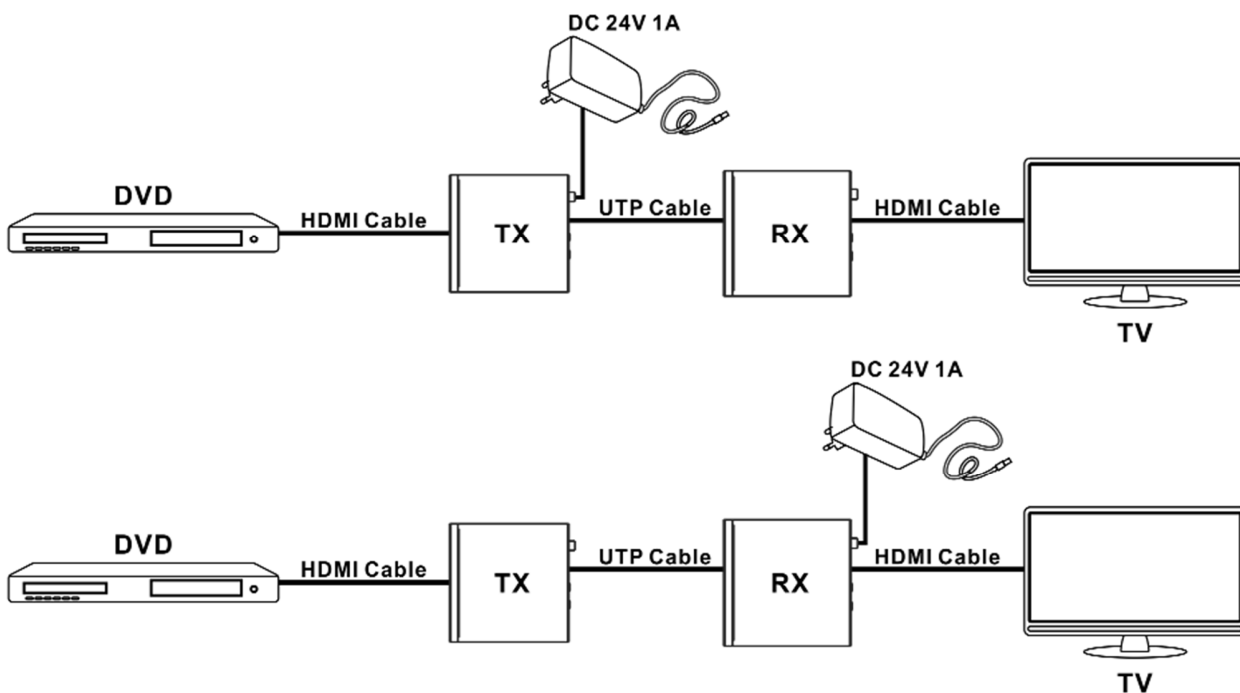 DC 24V 1A
DVD
HDMI Cable
TX
UTP Cable
RX
HDMI Cable
TV
DC 24V 1A
DVD
HDMI Cable
TX
UTP Cable
RX
HDMI Cable
TV